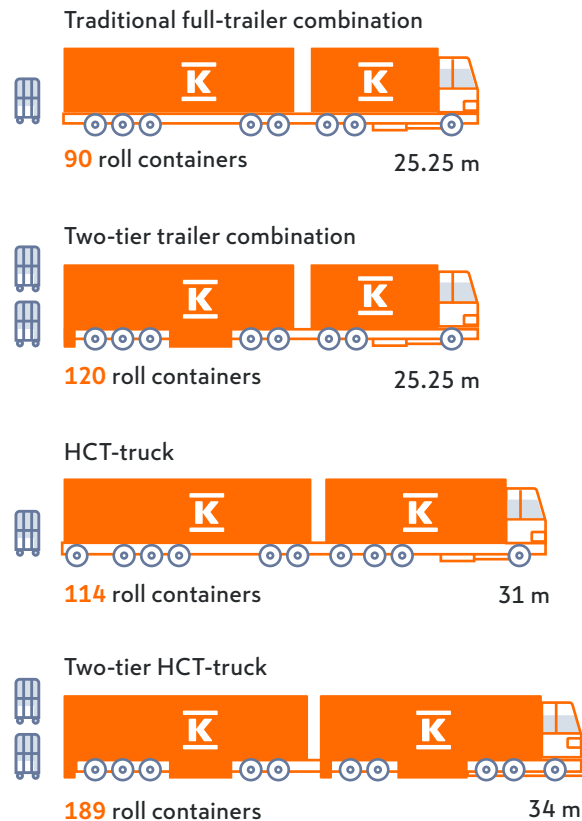 Traditional full-trailer combination
K K
90 roll containers 25.25 m
Two-tier trailer combination
K K
120 roll containers 25.25 m
HCT-truck
K K
114 roll containers 31 m
Two-tier HCT-truck
K K
189 roll containers 34 m